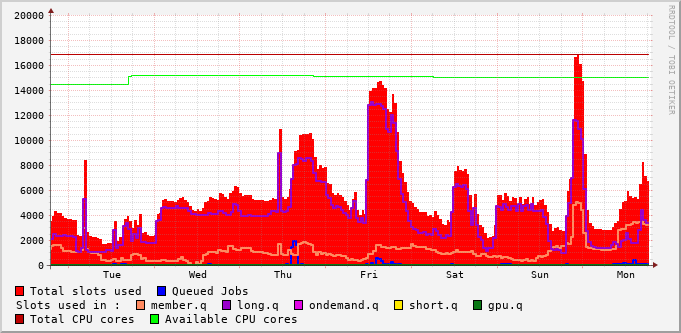 20000
18000
16000
14000
12000
10000
8000
6000
4000
2000
0
Tue Wed Thu Fri Sat Sun Mon
RRDTOOL / TOBI OETIKER
Total slots used Queued Jobs
Slots used in : member.q long.q ondemand.q short.q gpu.q
Total CPU cores Available CPU cores